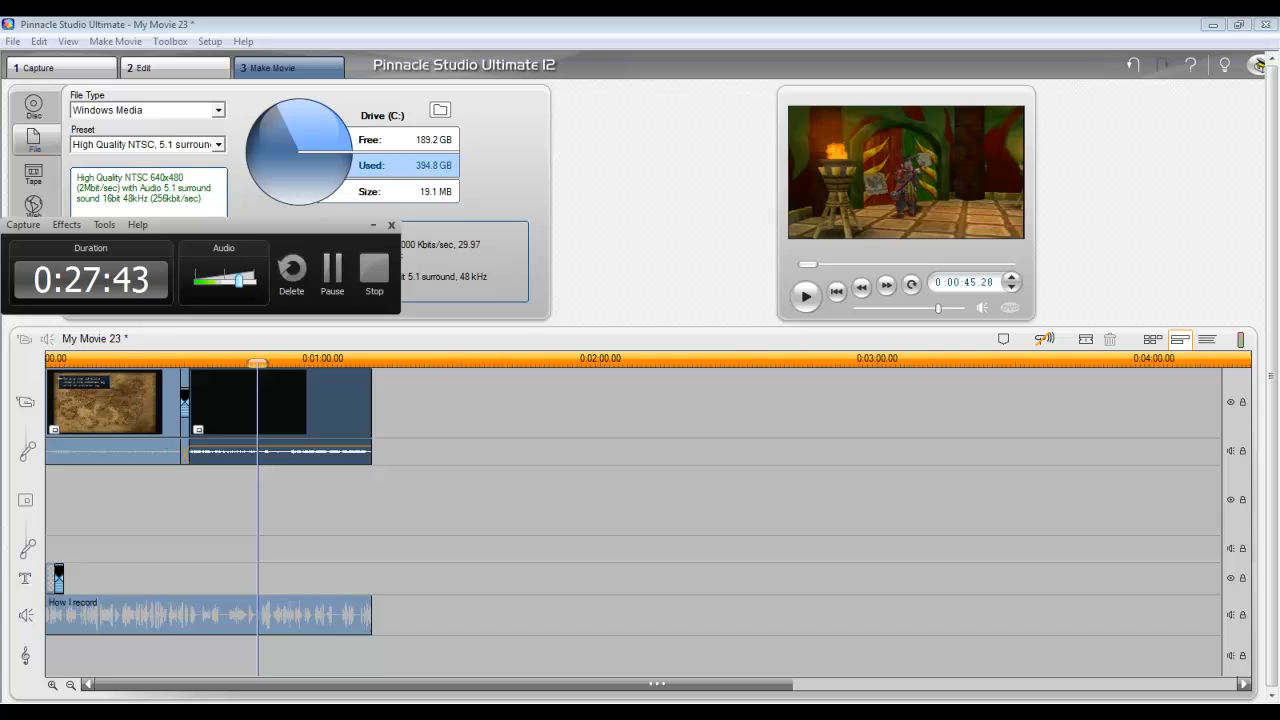 Pinnacle Studio Ultimate - My Movie 23 *
File Edit View Make Movie Toolbox Setup Help
1 Capture
2 Edit
3 Make Movie
Pinnacle Studio Ultimate 12
File Type
Windows Media
Preset
High Quality NTSC, 5.1 surroun
High Quality NTSC 640x480
(2Mbit/sec) with Audio 5.1 surround
sound 16bit 48kHz (256kbit/sec)
Disc
File
Tape
Web
Drive (C:)
Free: 189.2 GB
Used: 394.8 GB
Size: 19.1 MB
000 Kbits/sec, 29.97
5.1 surround, 48 kHz
Capture Effects Tools Help
Duration
0:27:43
Audio
Delete
Pause
Stop
0:00:45.28
My Movie 23 *
00.00 0:01:00.00 0:02:00.00 0:03:00.00 0:04:00.00
T
How I record